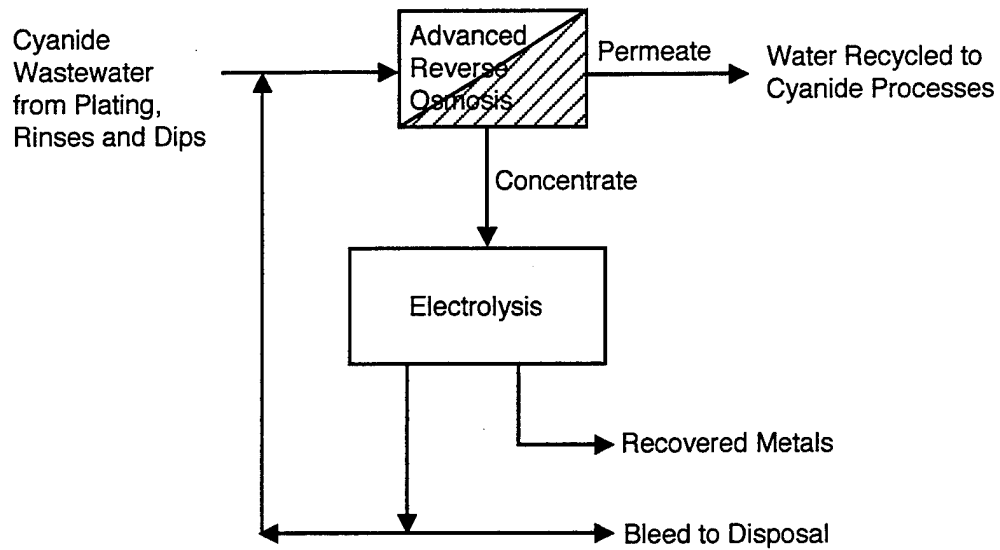 Cyanide
Wastewater
from Plating,
Rinses and Dips
Advanced
Reverse
Osmosis
Permeate
Water Recycled to
Cyanide Processes
Concentrate
Electrolysis
Recovered Metals
Bleed to Disposal